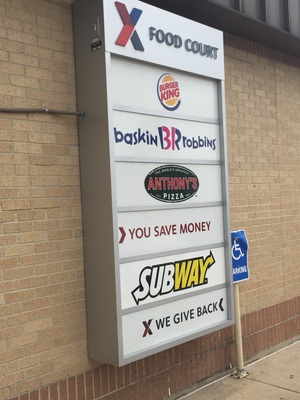 X FOOD COURT
BURGER
KING
baskin BR robbins
THE WORLD'S GREATEST
ANTHONY'S
PIZZA
YOU SAVE MONEY
SUBWAY
X WE GIVE BACK
PARKING